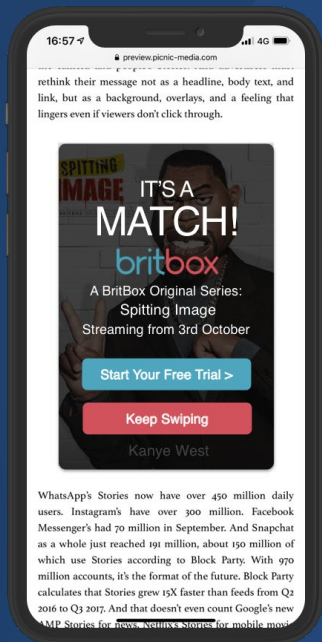 16:57
4G
preview.picnic-media.com
rethink their message not as a headline, body text, and
link, but as a background, overlays, and a feeling that
lingers even if viewers don't click through.
SPITTING
IMAGE
IT'S A
MATCH!
britbox
A BritBox Original Series:
Spitting Image
Streaming from 3rd October
Start Your Free Trial >
Keep Swiping
Kanye West
WhatsApp's Stories now have over 450 million daily
users. Instagram's have over 300 million. Facebook
Messenger's had 70 million in September. And Snapchat
as a whole just reached 191 million, about 150 million of
which use Stories according to Block Party. With 970
million accounts, it's the format of the future. Block Party
calculates that Stories grew 15X faster than feeds from Q2
2016 to Q3 2017. And that doesn't even count Google's new
AMP Stories for news, Netflix's Stories for mobile movie